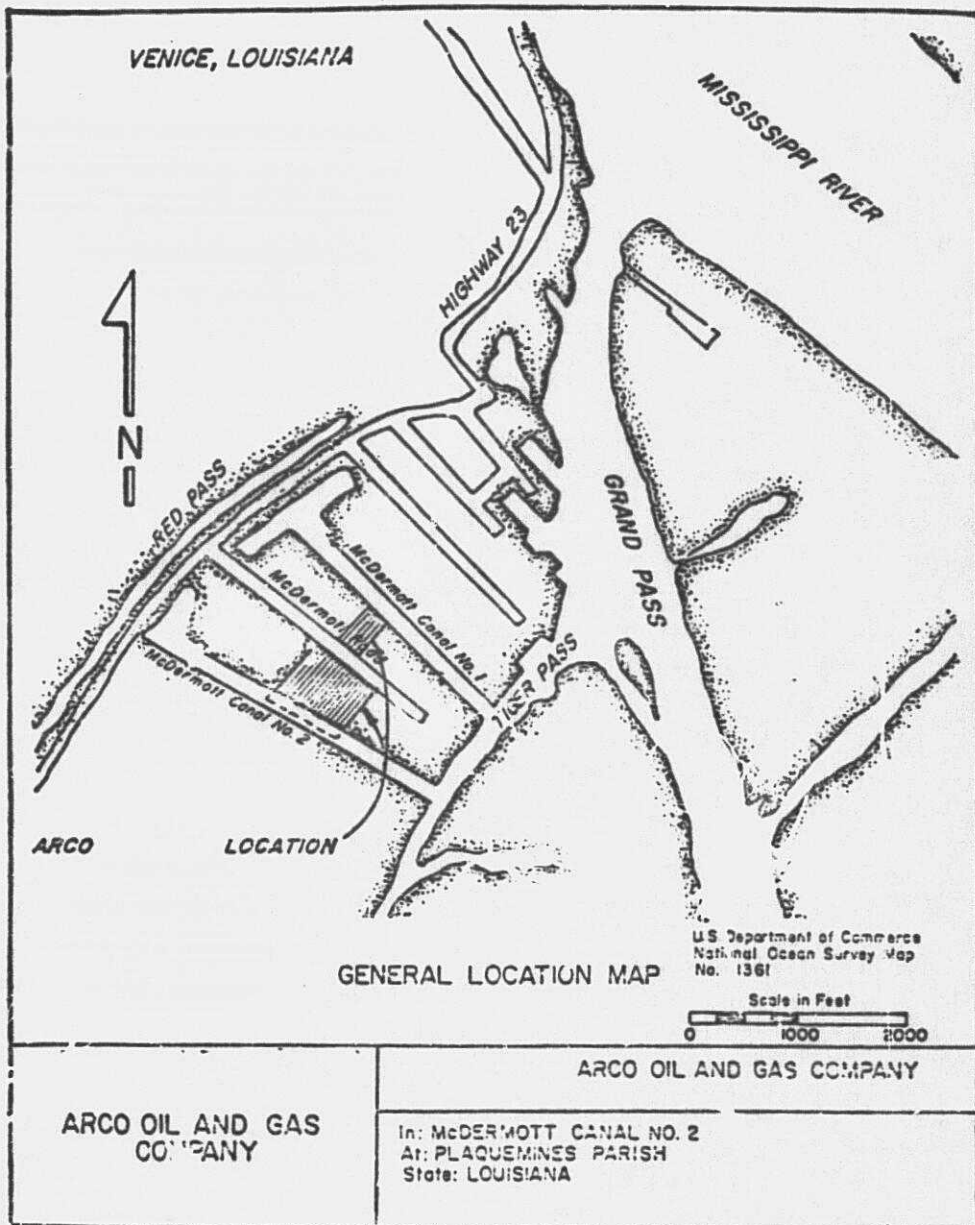 VENICE, LOUISIANA
MISSISSIPPI RIVER
HIGHWAY 23
N
RED PASS
GRAND PASS
McDermott Canal No. 1
McDermott
TIGER PASS
McDermott Canal No. 2
ARCO
LOCATION
GENERAL LOCATION MAP
U.S. Department of Commerce
National Ocean Survey Map
No. 1361
Scale in Feet
0 1000 2000
ARCO OIL AND GAS COMPANY
ARCO OIL AND GAS
COMPANY
In: McDERMOTT CANAL NO. 2
At: PLAQUEMINES PARISH
State: LOUISIANA